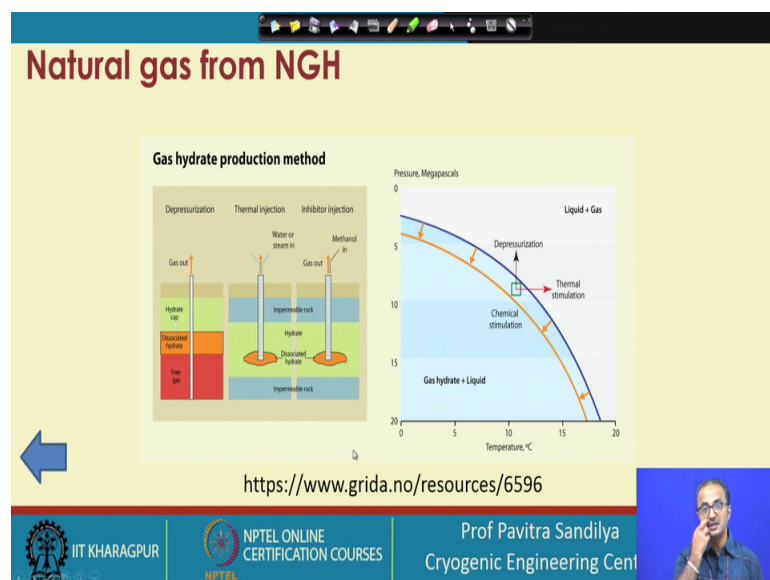 Natural gas from NGH
Gas hydrate production method
Depressurization
Thermal injection
Inhibitor injection
Gas out
Water or
steam in
Gas out
Methanol
in
Hydrate
cap
Dissociated
hydrate
Free
gas
Impermeable rock
Hydrate
Dissociated
hydrate
Impermeable rock
Pressure, Megapascals
0
5
10
15
20
Liquid + Gas
Depressurization
Thermal
stimulation
Chemical
stimulation
Gas hydrate + Liquid
0
5
10
15
20
Temperature, °C
https://www.grida.no/resources/6596
IIT KHARAGPUR
NPTEL
NPTEL ONLINE
CERTIFICATION COURSES
Prof Pavitra Sandilya
Cryogenic Engineering Cent